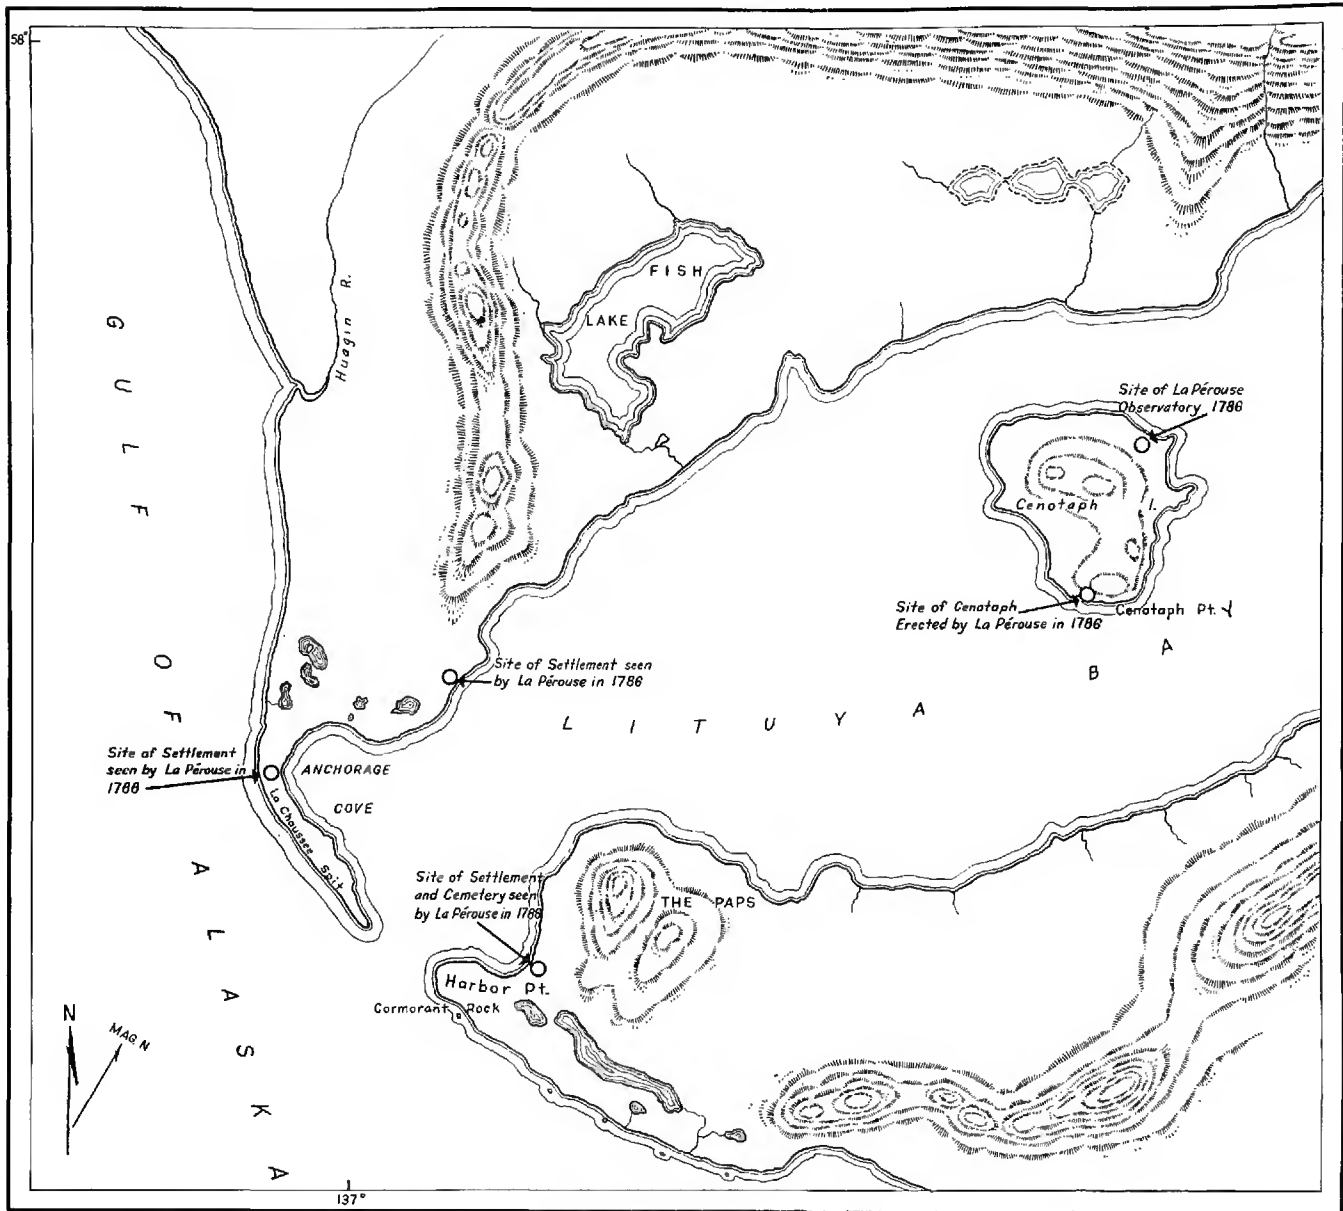 58°
Huagin R.
FISH
LAKE
GULF OF ALASKA
Site of La Pérouse
Observatory 1786
Cenotaph I.
Site of Cenotaph
Erected by La Pérouse in 1786
Cenotaph Pt.
Site of Settlement seen
by La Pérouse in 1786
LITUYA BAY
Site of Settlement
seen by La Pérouse in
1788
ANCHORAGE
COVE
La Chaussee Spit
Site of Settlement
and Cemetery seen
by La Pérouse in 1788
THE PAPS
Harbor Pt.
Cormorant Rock
N
MAG. N
137°